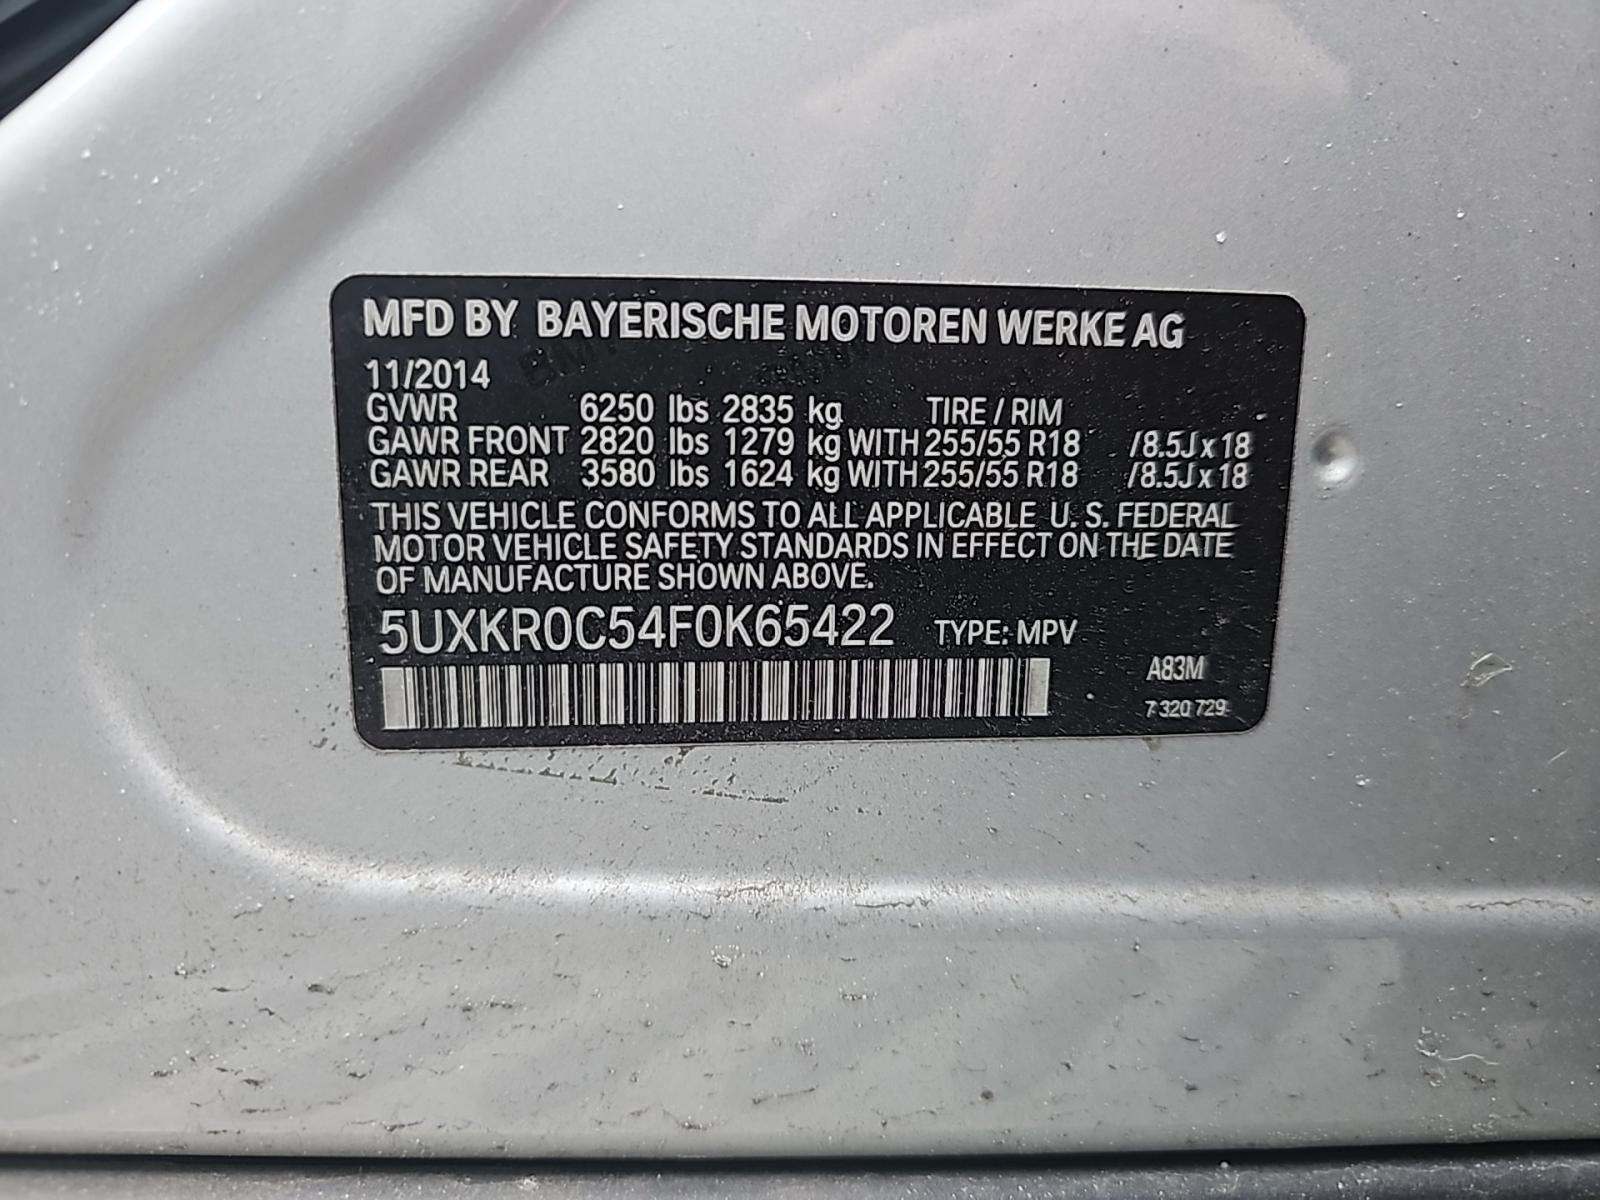 MFD BY BAYERISCHE MOTOREN WERKE AG
11/2014
GVWR 6250 lbs 2835 kg TIRE / RIM
GAWR FRONT 2820 lbs 1279 kg WITH 255/55 R18 /8.5J x 18
GAWR REAR 3580 lbs 1624 kg WITH 255/55 R18 /8.5J x 18
THIS VEHICLE CONFORMS TO ALL APPLICABLE U. S. FEDERAL
MOTOR VEHICLE SAFETY STANDARDS IN EFFECT ON THE DATE
OF MANUFACTURE SHOWN ABOVE.
5UXKR0C54F0K65422 TYPE: MPV
A83M
7 320 729